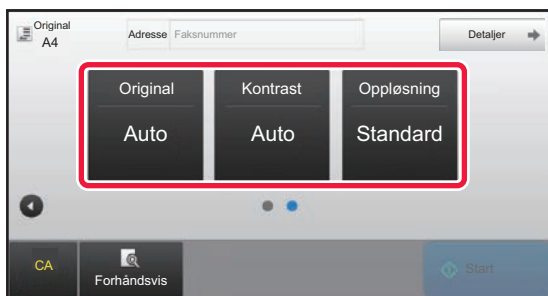 Original
A4
Adresse Faksnummer
Detaljer
Original Kontrast Oppløsning
Auto Auto Standard
CA
Forhåndsvis
Start